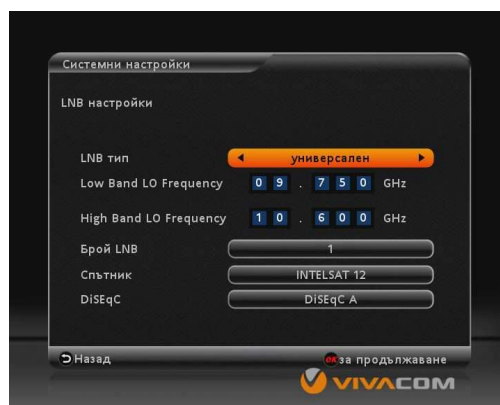 Системни настройки
LNB настройки
LNB тип универсален
Low Band LO Frequency 0 9 . 7 5 0 GHz
High Band LO Frequency 1 0 . 6 0 0 GHz
Брой LNB 1
Спътник INTELSAT 12
DiSEqC DiSEqC A
Назад OK за продължаване
VIVACOM